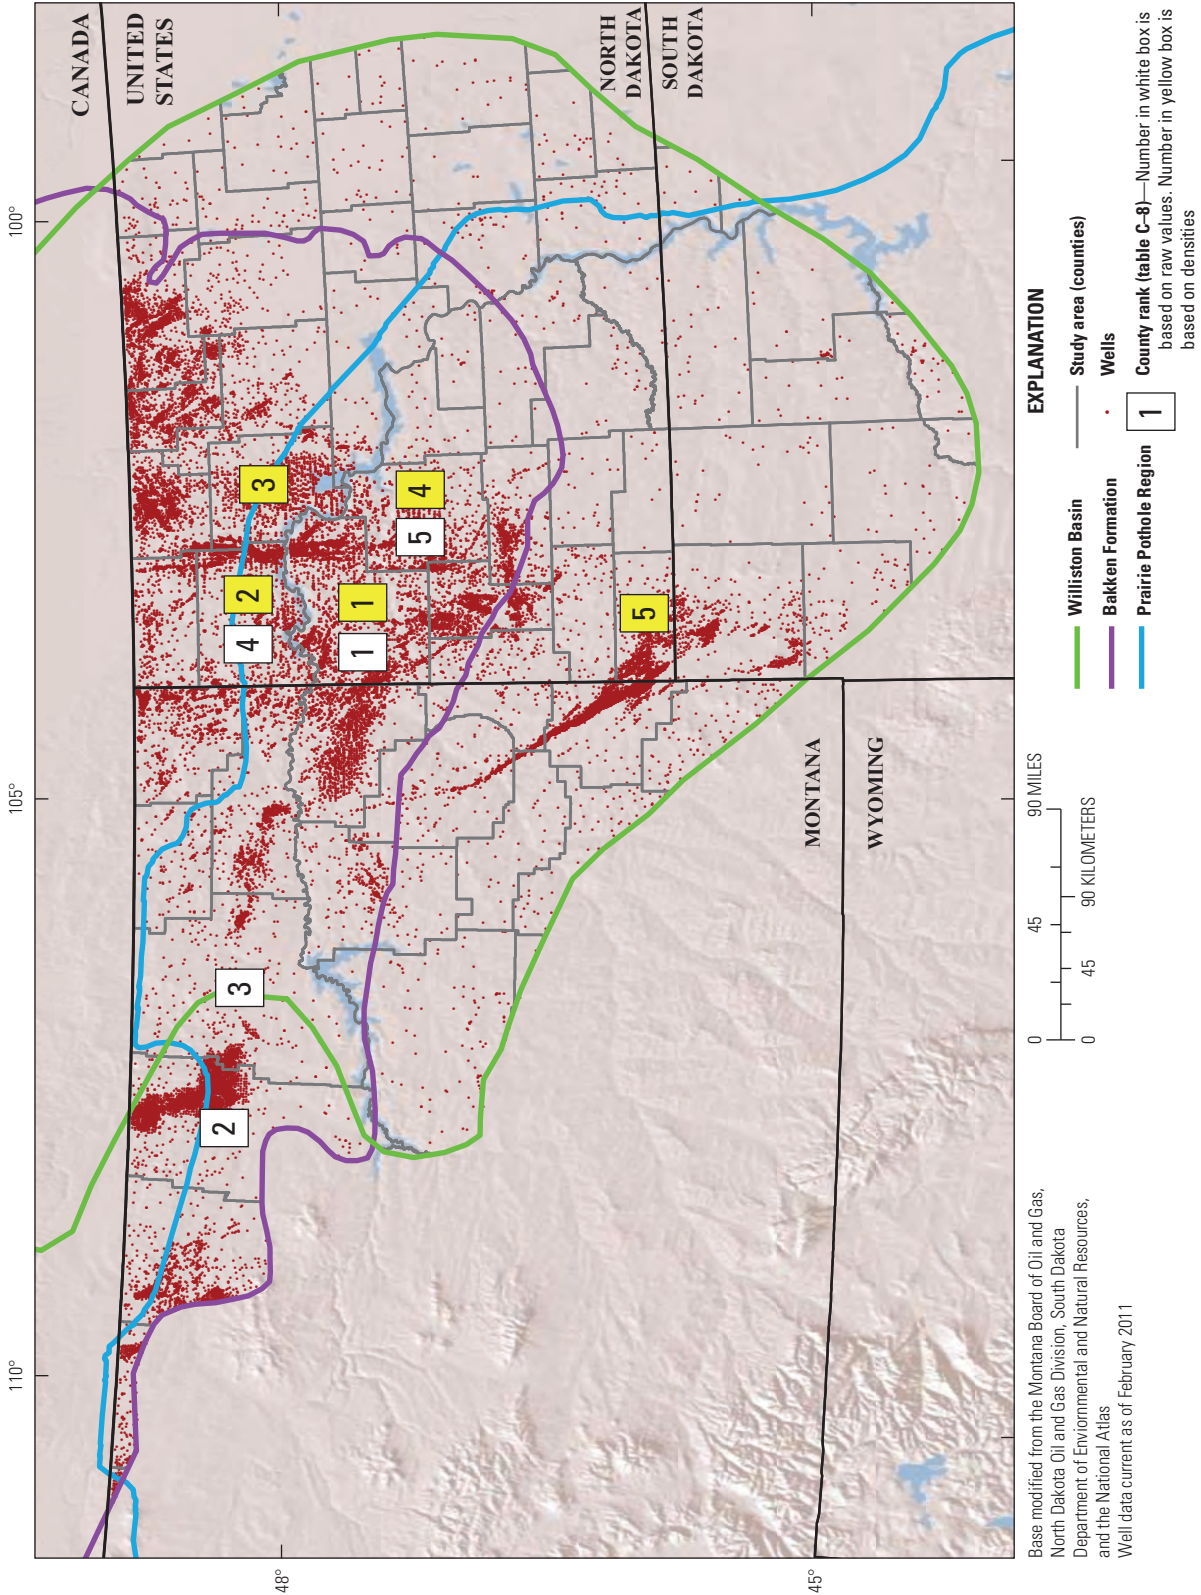 110°
105°
100°
48°
45°
CANADA
UNITED
STATES
NORTH
DAKOTA
SOUTH
DAKOTA
MONTANA
WYOMING
2
3
4
2
3
1
1
5
4
5
Base modified from the Montana Board of Oil and Gas,
North Dakota Oil and Gas Division, South Dakota
Department of Enviornmental and Natural Resources,
and the National Atlas
Well data current as of February 2011
0 45 90 MILES
0 45 90 KILOMETERS
EXPLANATION
Williston Basin
Bakken Formation
Prairie Pothole Region
Study area (counties)
Wells
1 County rank (table C–8)—Number in white box is
based on raw values. Number in yellow box is
based on densities